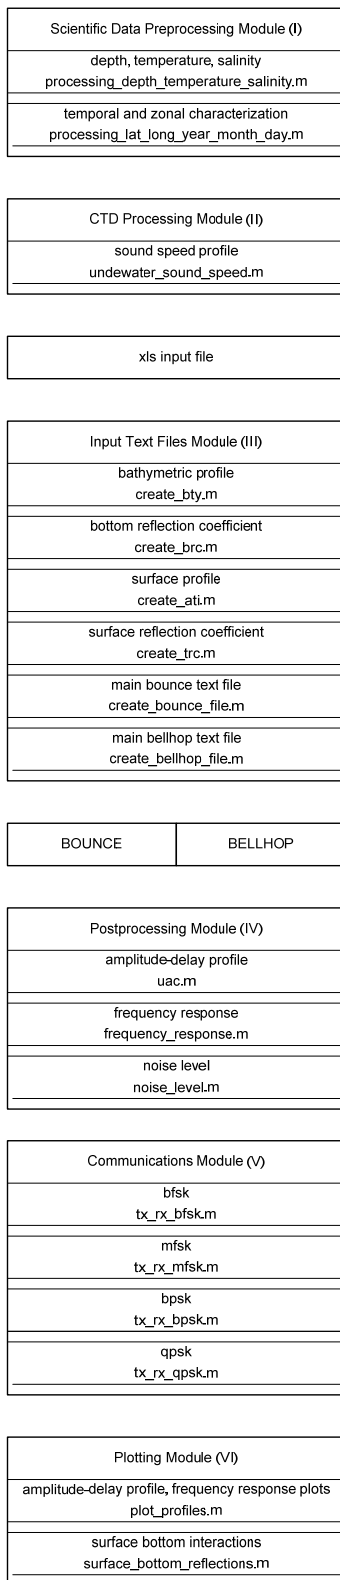 Scientific Data Preprocessing Module (I)
depth, temperature, salinity
processing_depth_temperature_salinity.m
temporal and zonal characterization
processing_lat_long_year_month_day.m
CTD Processing Module (II)
sound speed profile
undewater_sound_speed.m
xls input file
Input Text Files Module (III)
bathymetric profile
create_bty.m
bottom reflection coefficient
create_brc.m
surface profile
create_ati.m
surface reflection coefficient
create_trc.m
main bounce text file
create_bounce_file.m
main bellhop text file
create_bellhop_file.m
BOUNCE BELLHOP
Postprocessing Module (IV)
amplitude-delay profile
uac.m
frequency response
frequency_response.m
noise level
noise_level.m
Communications Module (V)
bfsk
tx_rx_bfsk.m
mfsk
tx_rx_mfsk.m
bpsk
tx_rx_bpsk.m
qpsk
tx_rx_qpsk.m
Plotting Module (VI)
amplitude-delay profile, frequency response plots
plot_profiles.m
surface bottom interactions
surface_bottom_reflections.m